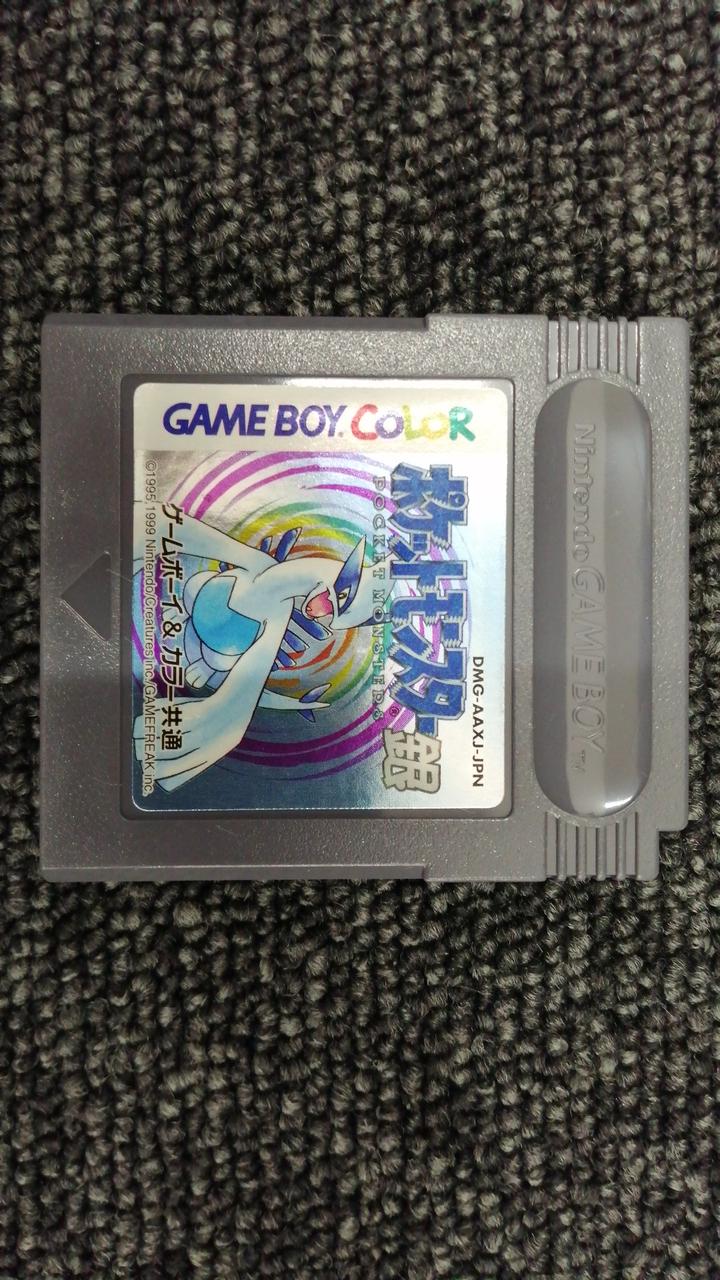 Nintendo GAME BOY™
DMG-AAXJ-JPN
ポケットモンスター銀
POCKET MONSTERS®
GAME BOY COLOR
ゲームボーイ & カラー共通
©1995,1999 Nintendo/Creatures inc./GAMEFREAK inc.